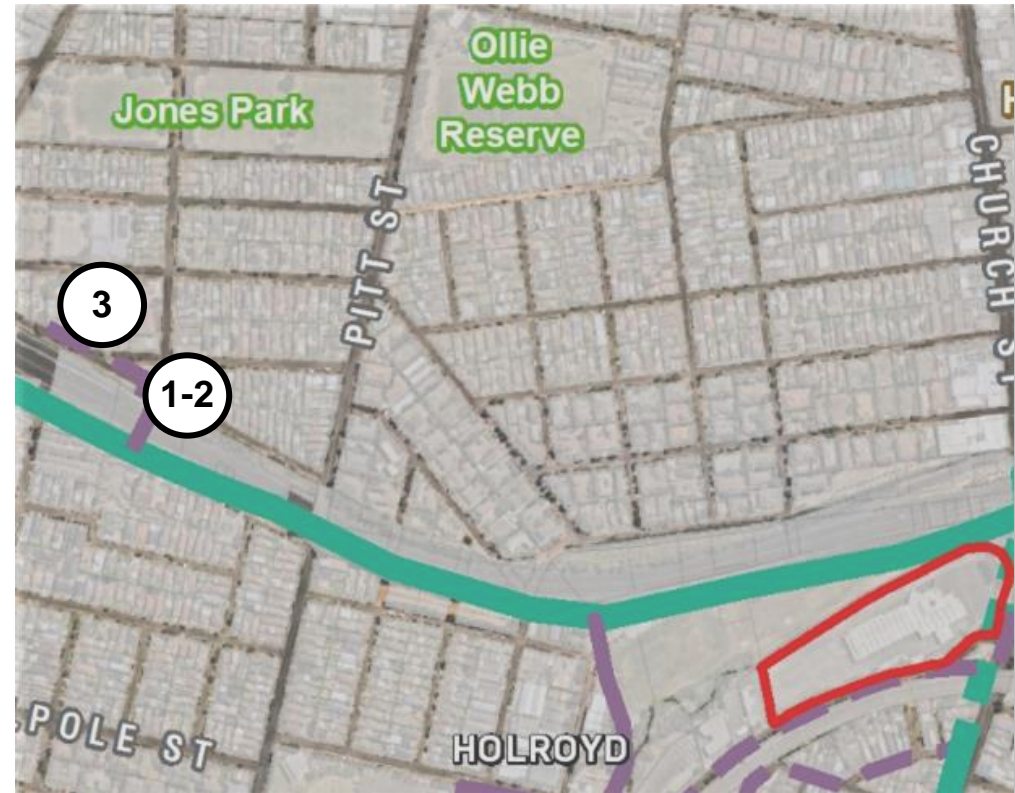 Ollie
Webb
Reserve
Jones Park
H
CHURCH ST
PITT ST
3
1-2
POLE ST
HOLROYD